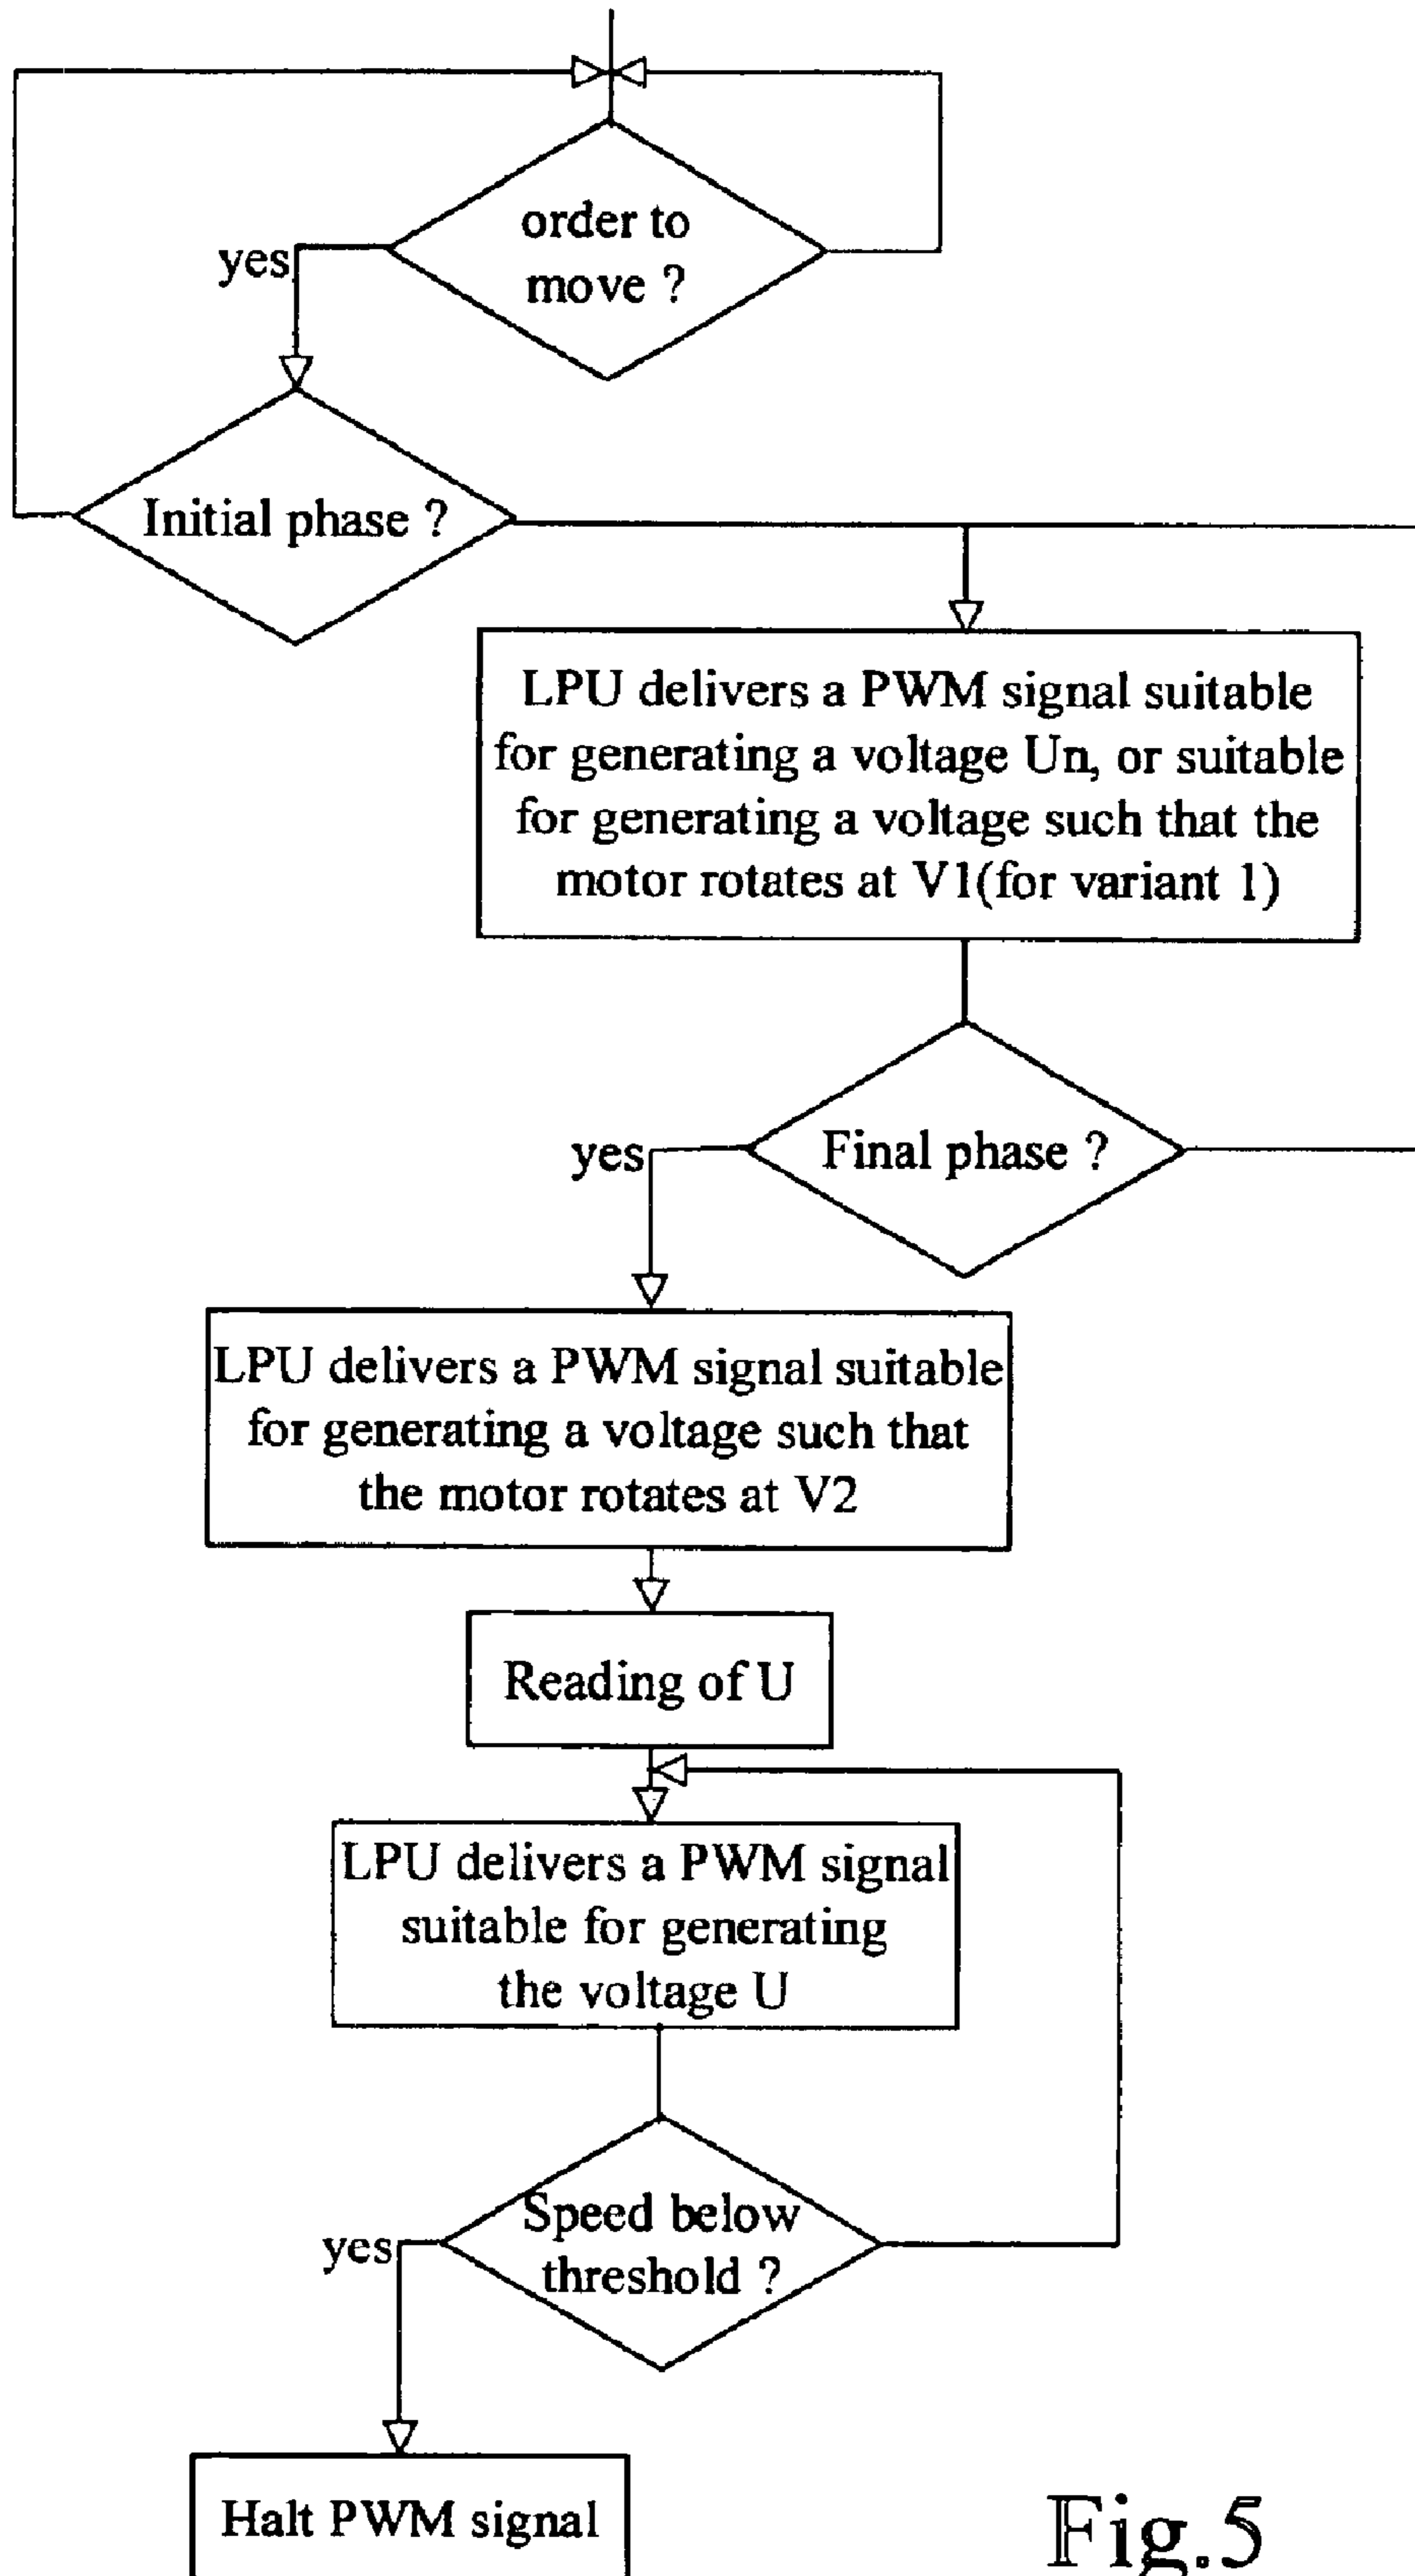 order to
move ?
yes
Initial phase ?
LPU delivers a PWM signal suitable
for generating a voltage Un, or suitable
for generating a voltage such that the
motor rotates at V1(for variant 1)
yes
Final phase ?
LPU delivers a PWM signal suitable
for generating a voltage such that
the motor rotates at V2
Reading of U
LPU delivers a PWM signal
suitable for generating
the voltage U
yes
Speed below
threshold ?
Halt PWM signal
Fig.5